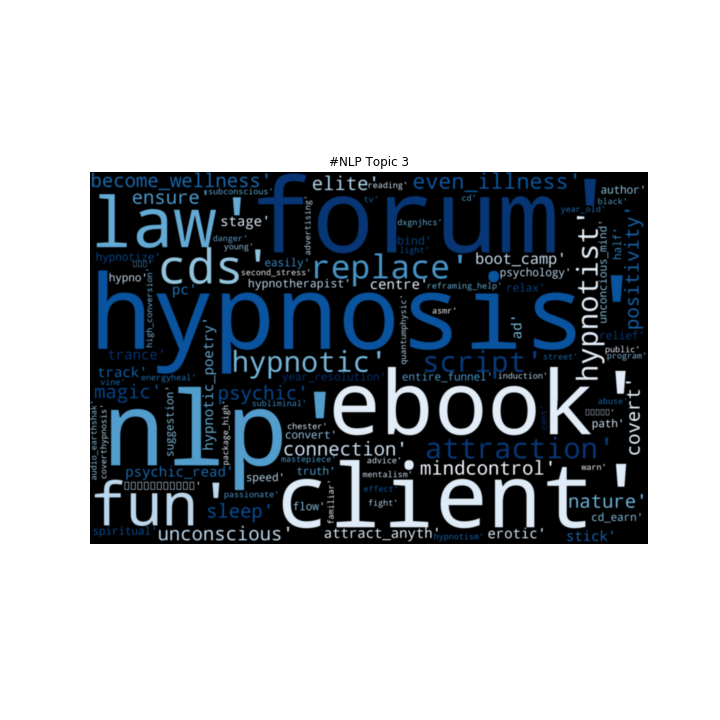 #NLP Topic 3
become_wellness'
subconscious'
elite'
reading'
even_illness'
author'
ensure
tv'
cd'
black'
law'
forum'
stage'
advertising'
dxgnjhcs'
year_old'
danger'
young'
bind'
light'
half'
unconcious_mind'
positivity'
hypnotize'
cds'
easily'
replace'
boot_camp'
hypno'
second_stress'
psychology'
hypnotist'
high_conversion'
pc'
hypnotherapist'
centre'
reframing_help'
relax'
hypnosis'
quantumphysic'
asmr'
ad'
relief'
public'
trance'
street'
program'
hypnotic'
script'
track'
vine'
energyheal'
year_resolution'
entire_funnel'
induction'
magic'
hypnotic_poetry'
psychic'
subliminal'
ebook'
abuse'
nlp'
suggestion'
package_high'
chester'
convert'
path'
covert'
audio_earthshak'
coverthypnosis'
connection'
attraction'
mastepiece'
advice'
psychic_read'
truth'
mindcontrol'
warn'
speed'
mentalism'
fun'
passionate'
effect'
client'
nature'
sleep'
flow'
familiar'
fight'
cd_earn'
spiritual'
unconscious'
attract_anyth'
hypnotism'
erotic'
stick'